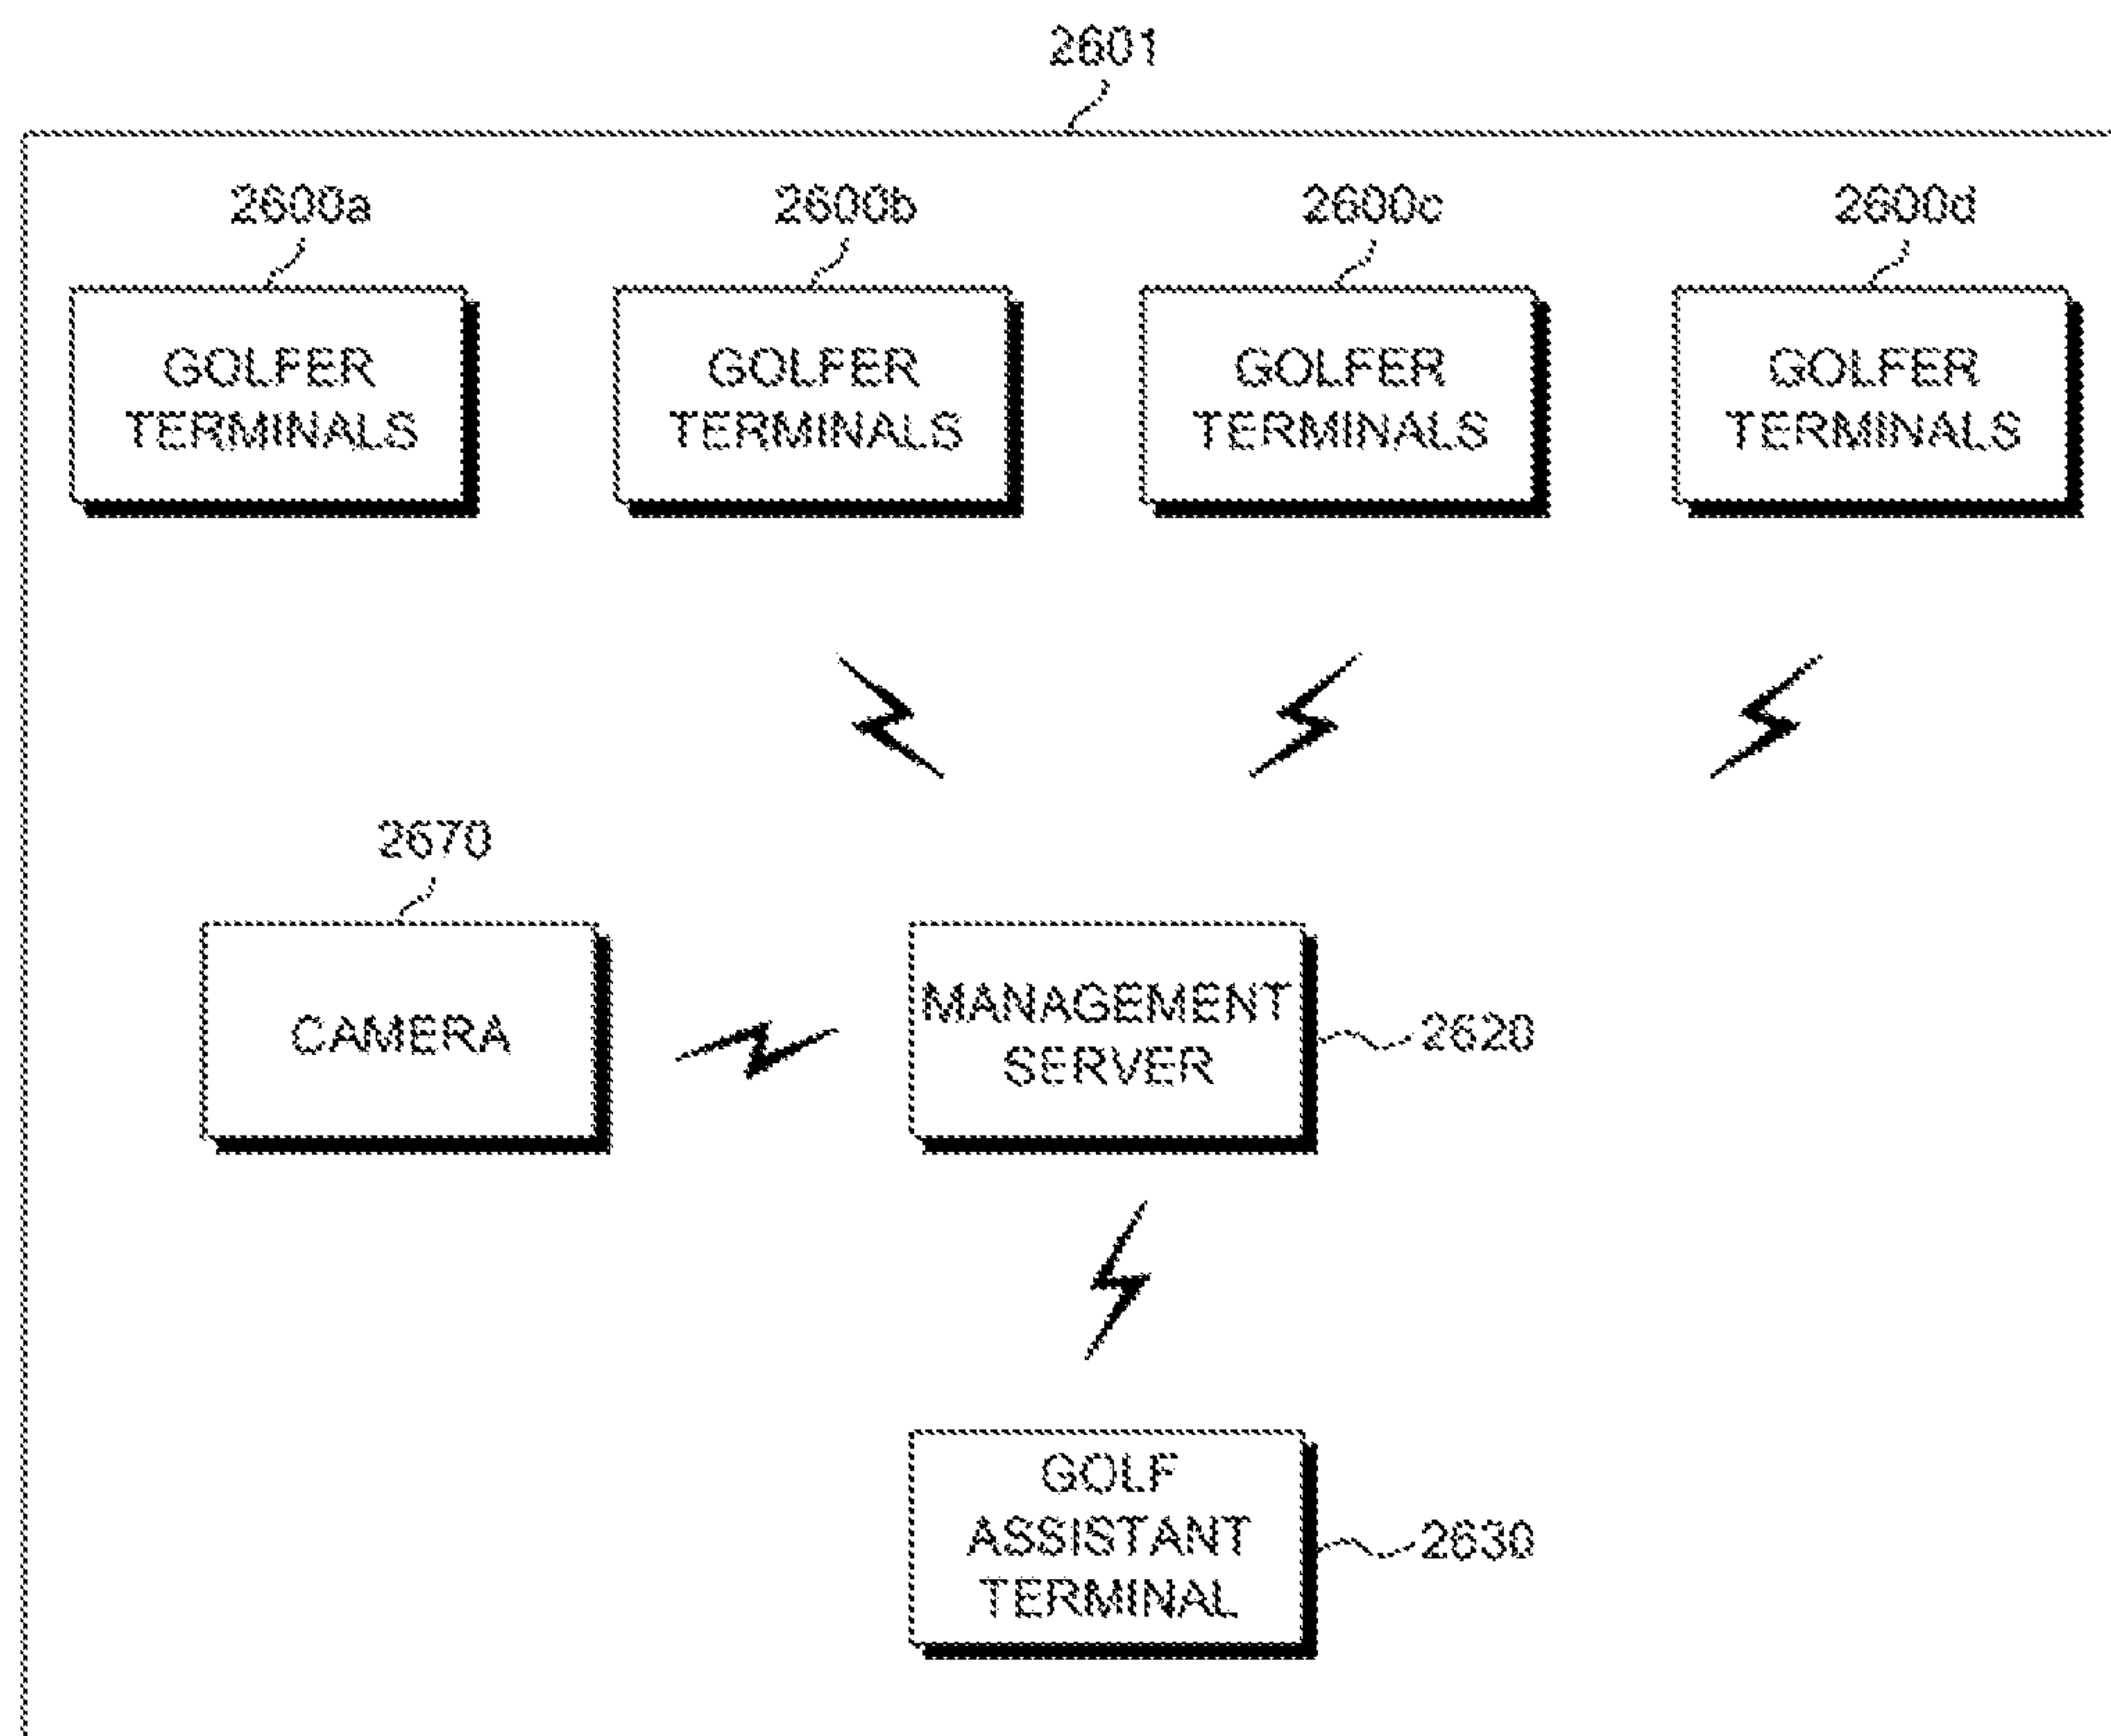 2601
2600a
2600b
2600c
2600d
GOLFER
TERMINALS
GOLFER
TERMINALS
GOLFER
TERMINALS
GOLFER
TERMINALS
2670
CAMERA
MANAGEMENT
SERVER
2620
GOLF
ASSISTANT
TERMINAL
2630